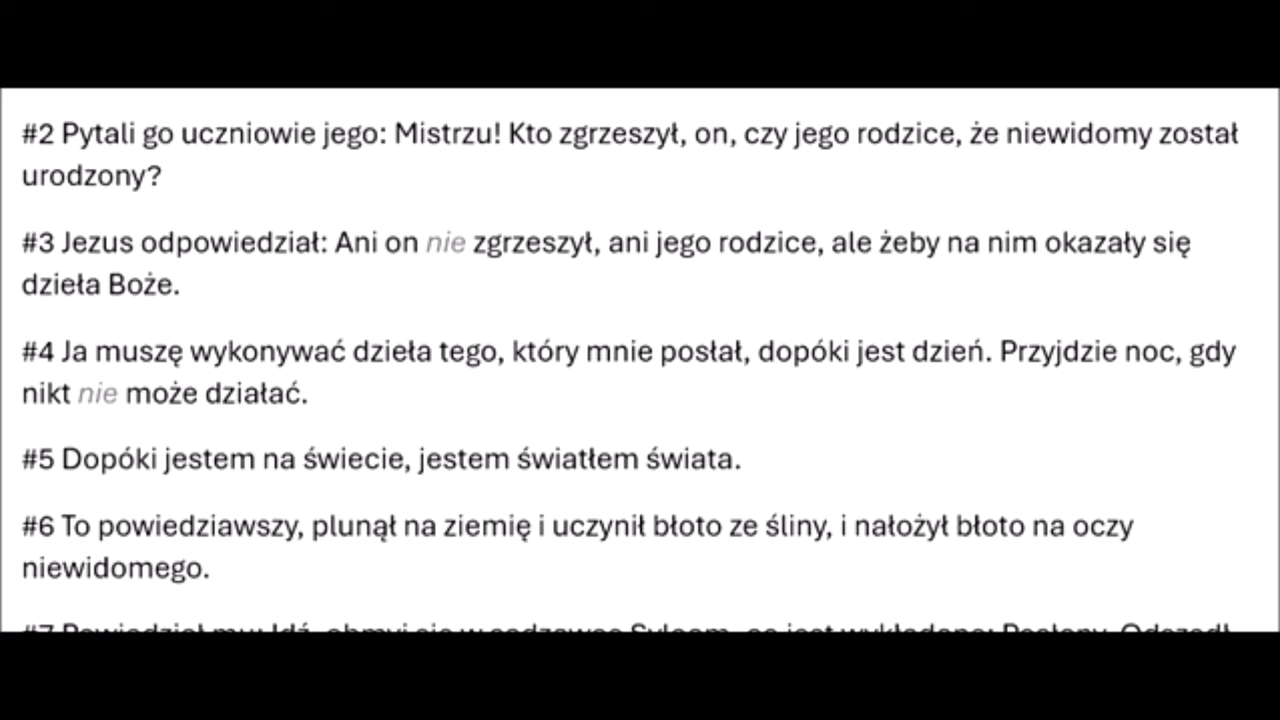 #2 Pytali go uczniowie jego: Mistrzu! Kto zgrzeszył, on, czy jego rodzice, że niewidomy został
urodzony?
#3 Jezus odpowiedział: Ani on nie zgrzeszył, ani jego rodzice, ale żeby na nim okazały się
dzieła Boże.
#4 Ja muszę wykonywać dzieła tego, który mnie posłał, dopóki jest dzień. Przyjdzie noc, gdy
nikt nie może działać.
#5 Dopóki jestem na świecie, jestem światłem świata.
#6 To powiedziawszy, plunął na ziemię i uczynił błoto ze śliny, i nałożył błoto na oczy
niewidomego.